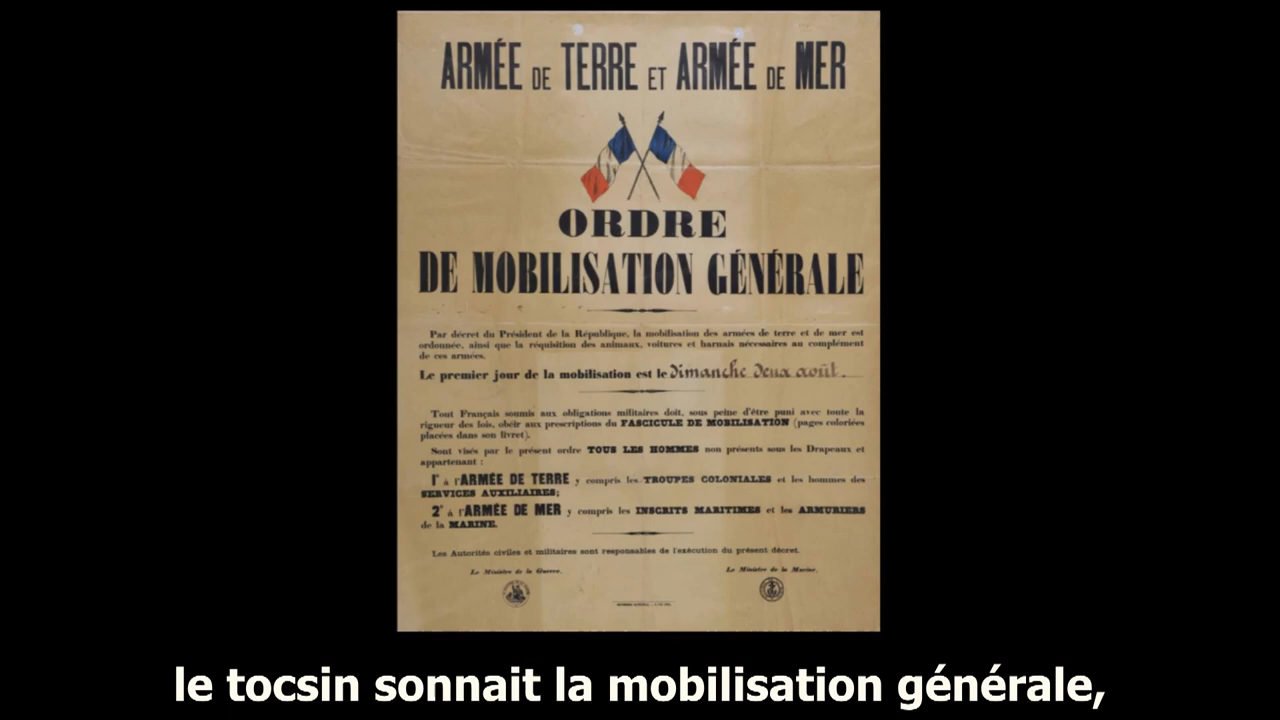 ARMÉE DE TERRE ET ARMÉE DE MER
ORDRE
DE MOBILISATION GÉNÉRALE
Par décret du Président de la République, la mobilisation des armées de terre et de mer est
ordonnée, ainsi que la réquisition des animaux, voitures et harnais nécessaires au complément
de ces armées.
Le premier jour de la mobilisation est le Dimanche deux août.
Tout Français soumis aux obligations militaires doit, sous peine d'être puni avec toute la
rigueur des lois, obéir aux prescriptions du FASCICULE DE MOBILISATION (pages coloriées
placées dans son livret).
Sont visés par le présent ordre TOUS LES HOMMES non présents sous les Drapeaux et
appartenant :
1° à l'ARMÉE DE TERRE y compris les TROUPES COLONIALES et les hommes des
SERVICES AUXILIAIRES;
2° à l'ARMÉE DE MER y compris les INSCRITS MARITIMES et les ARMURIERS
de la MARINE.
Les Autorités civiles et militaires sont responsables de l'exécution du présent décret.
Le Ministre de la Guerre,
Le Ministre de la Marine,
le tocsin sonnait la mobilisation générale,